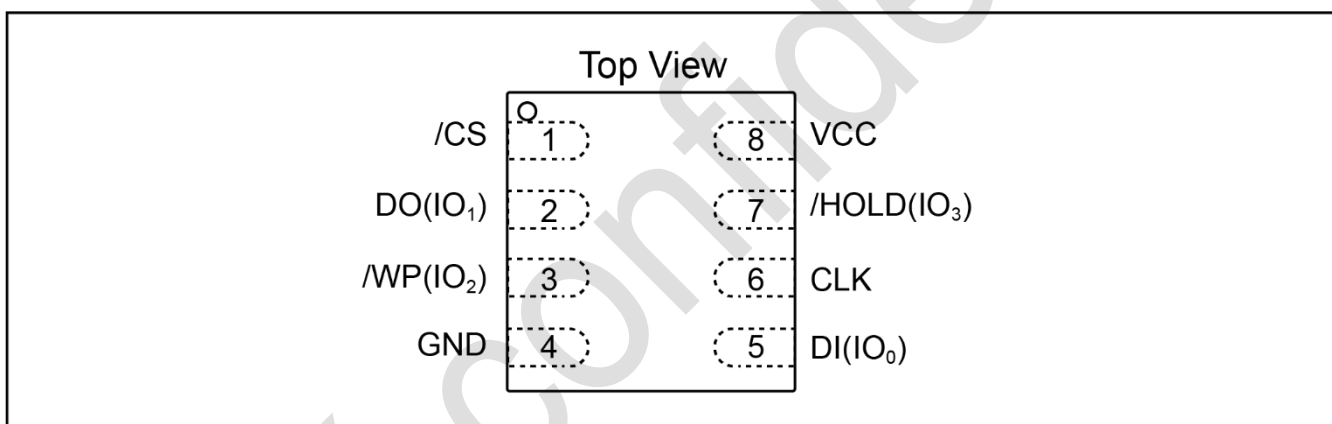 Top View
/CS 1 8 VCC
DO(IO₁) 2 7 /HOLD(IO₃)
/WP(IO₂) 3 6 CLK
GND 4 5 DI(IO₀)